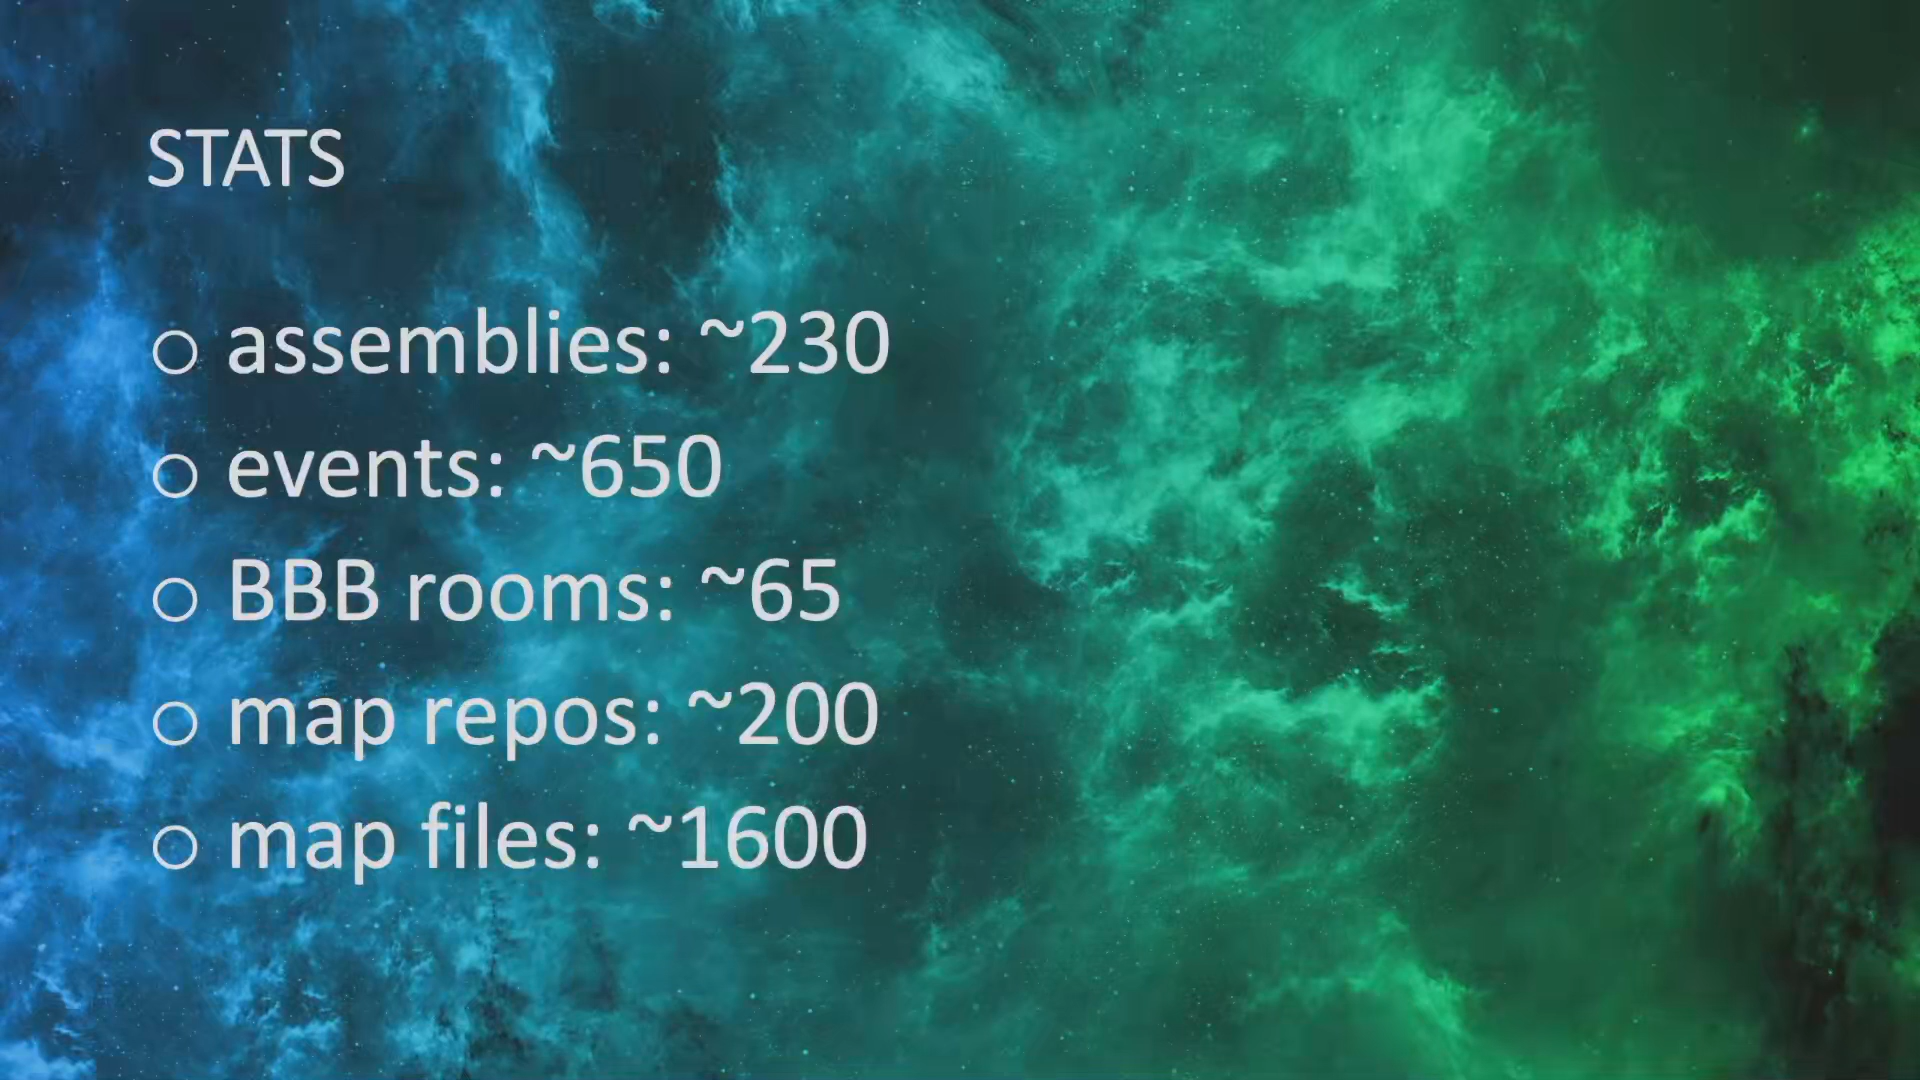 STATS
o assemblies: ~230
o events: ~650
o BBB rooms: ~65
o map repos: ~200
o map files: ~1600